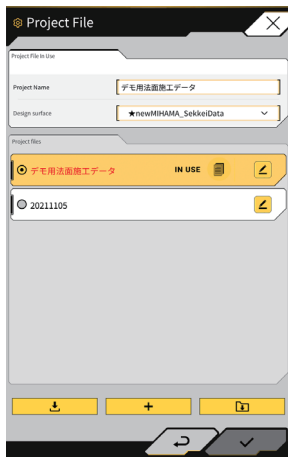 Project File
Project File In Use
Project Name
デモ用法面施工データ
Design surface
★newMIHAMA_SekkeiData
Project files
デモ用法面施工データ
IN USE
20211105